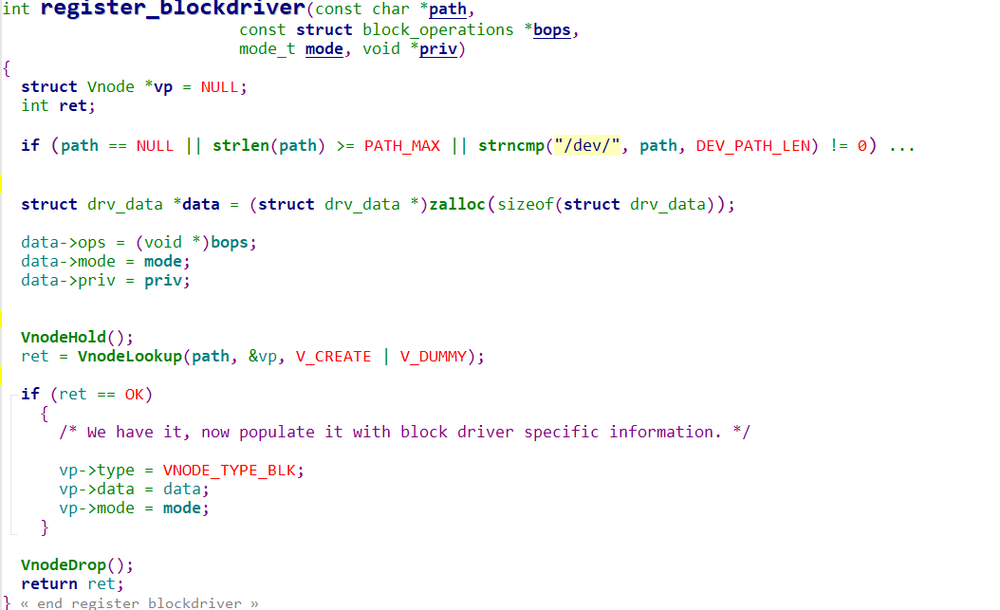 int register_blockdriver(const char *path,
                         const struct block_operations *bops,
                         mode_t mode, void *priv)
{
  struct Vnode *vp = NULL;
  int ret;
  if (path == NULL || strlen(path) >= PATH_MAX || strncmp("/dev/", path, DEV_PATH_LEN) != 0) ...
  struct drv_data *data = (struct drv_data *)zalloc(sizeof(struct drv_data));
  data->ops = (void *)bops;
  data->mode = mode;
  data->priv = priv;
  VnodeHold();
  ret = VnodeLookup(path, &vp, V_CREATE | V_DUMMY);
  if (ret == OK)
    {
      /* We have it, now populate it with block driver specific information. */
      vp->type = VNODE_TYPE_BLK;
      vp->data = data;
      vp->mode = mode;
    }
  VnodeDrop();
  return ret;
} « end register_blockdriver »